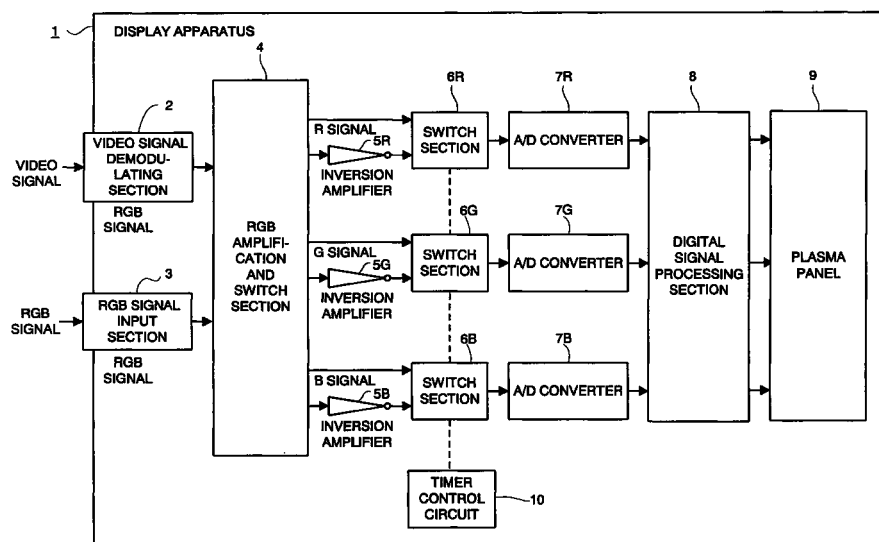 1
DISPLAY APPARATUS
2
VIDEO SIGNAL
DEMODU-
LATING
SECTION
VIDEO
SIGNAL
RGB
SIGNAL
3
RGB SIGNAL
INPUT
SECTION
RGB
SIGNAL
RGB
SIGNAL
4
RGB
AMPLIFI-
CATION
AND
SWITCH
SECTION
R SIGNAL
5R
INVERSION
AMPLIFIER
G SIGNAL
5G
INVERSION
AMPLIFIER
B SIGNAL
5B
INVERSION
AMPLIFIER
6R
SWITCH
SECTION
6G
SWITCH
SECTION
6B
SWITCH
SECTION
7R
A/D CONVERTER
7G
A/D CONVERTER
7B
A/D CONVERTER
8
DIGITAL
SIGNAL
PROCESSING
SECTION
9
PLASMA
PANEL
TIMER
CONTROL
CIRCUIT
10